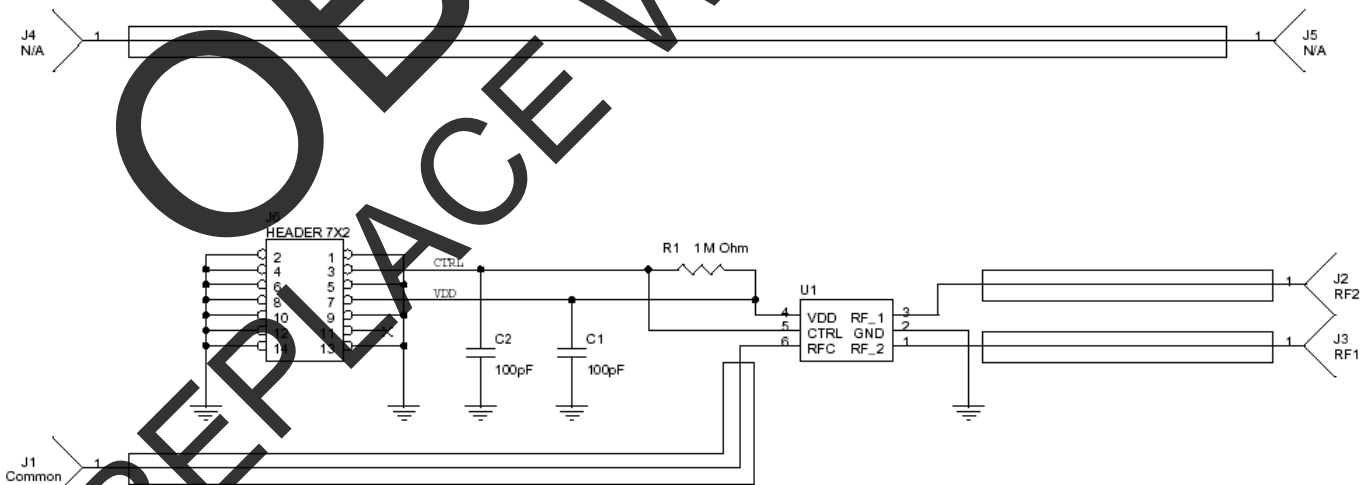 J4
N/A
1
1
J5
N/A
OB
REPLACE
J6
HEADER 7X2
2 1
4 3
6 5
8 7
10 9
12 11
14 13
CTRL
VDD
R1 1M Ohm
C2
100pF
C1
100pF
U1
4 VDD RF_1 3
5 CTRL GND 2
6 RFC RF_2 1
1
J2
RF2
1
J3
RF1
J1
Common
1